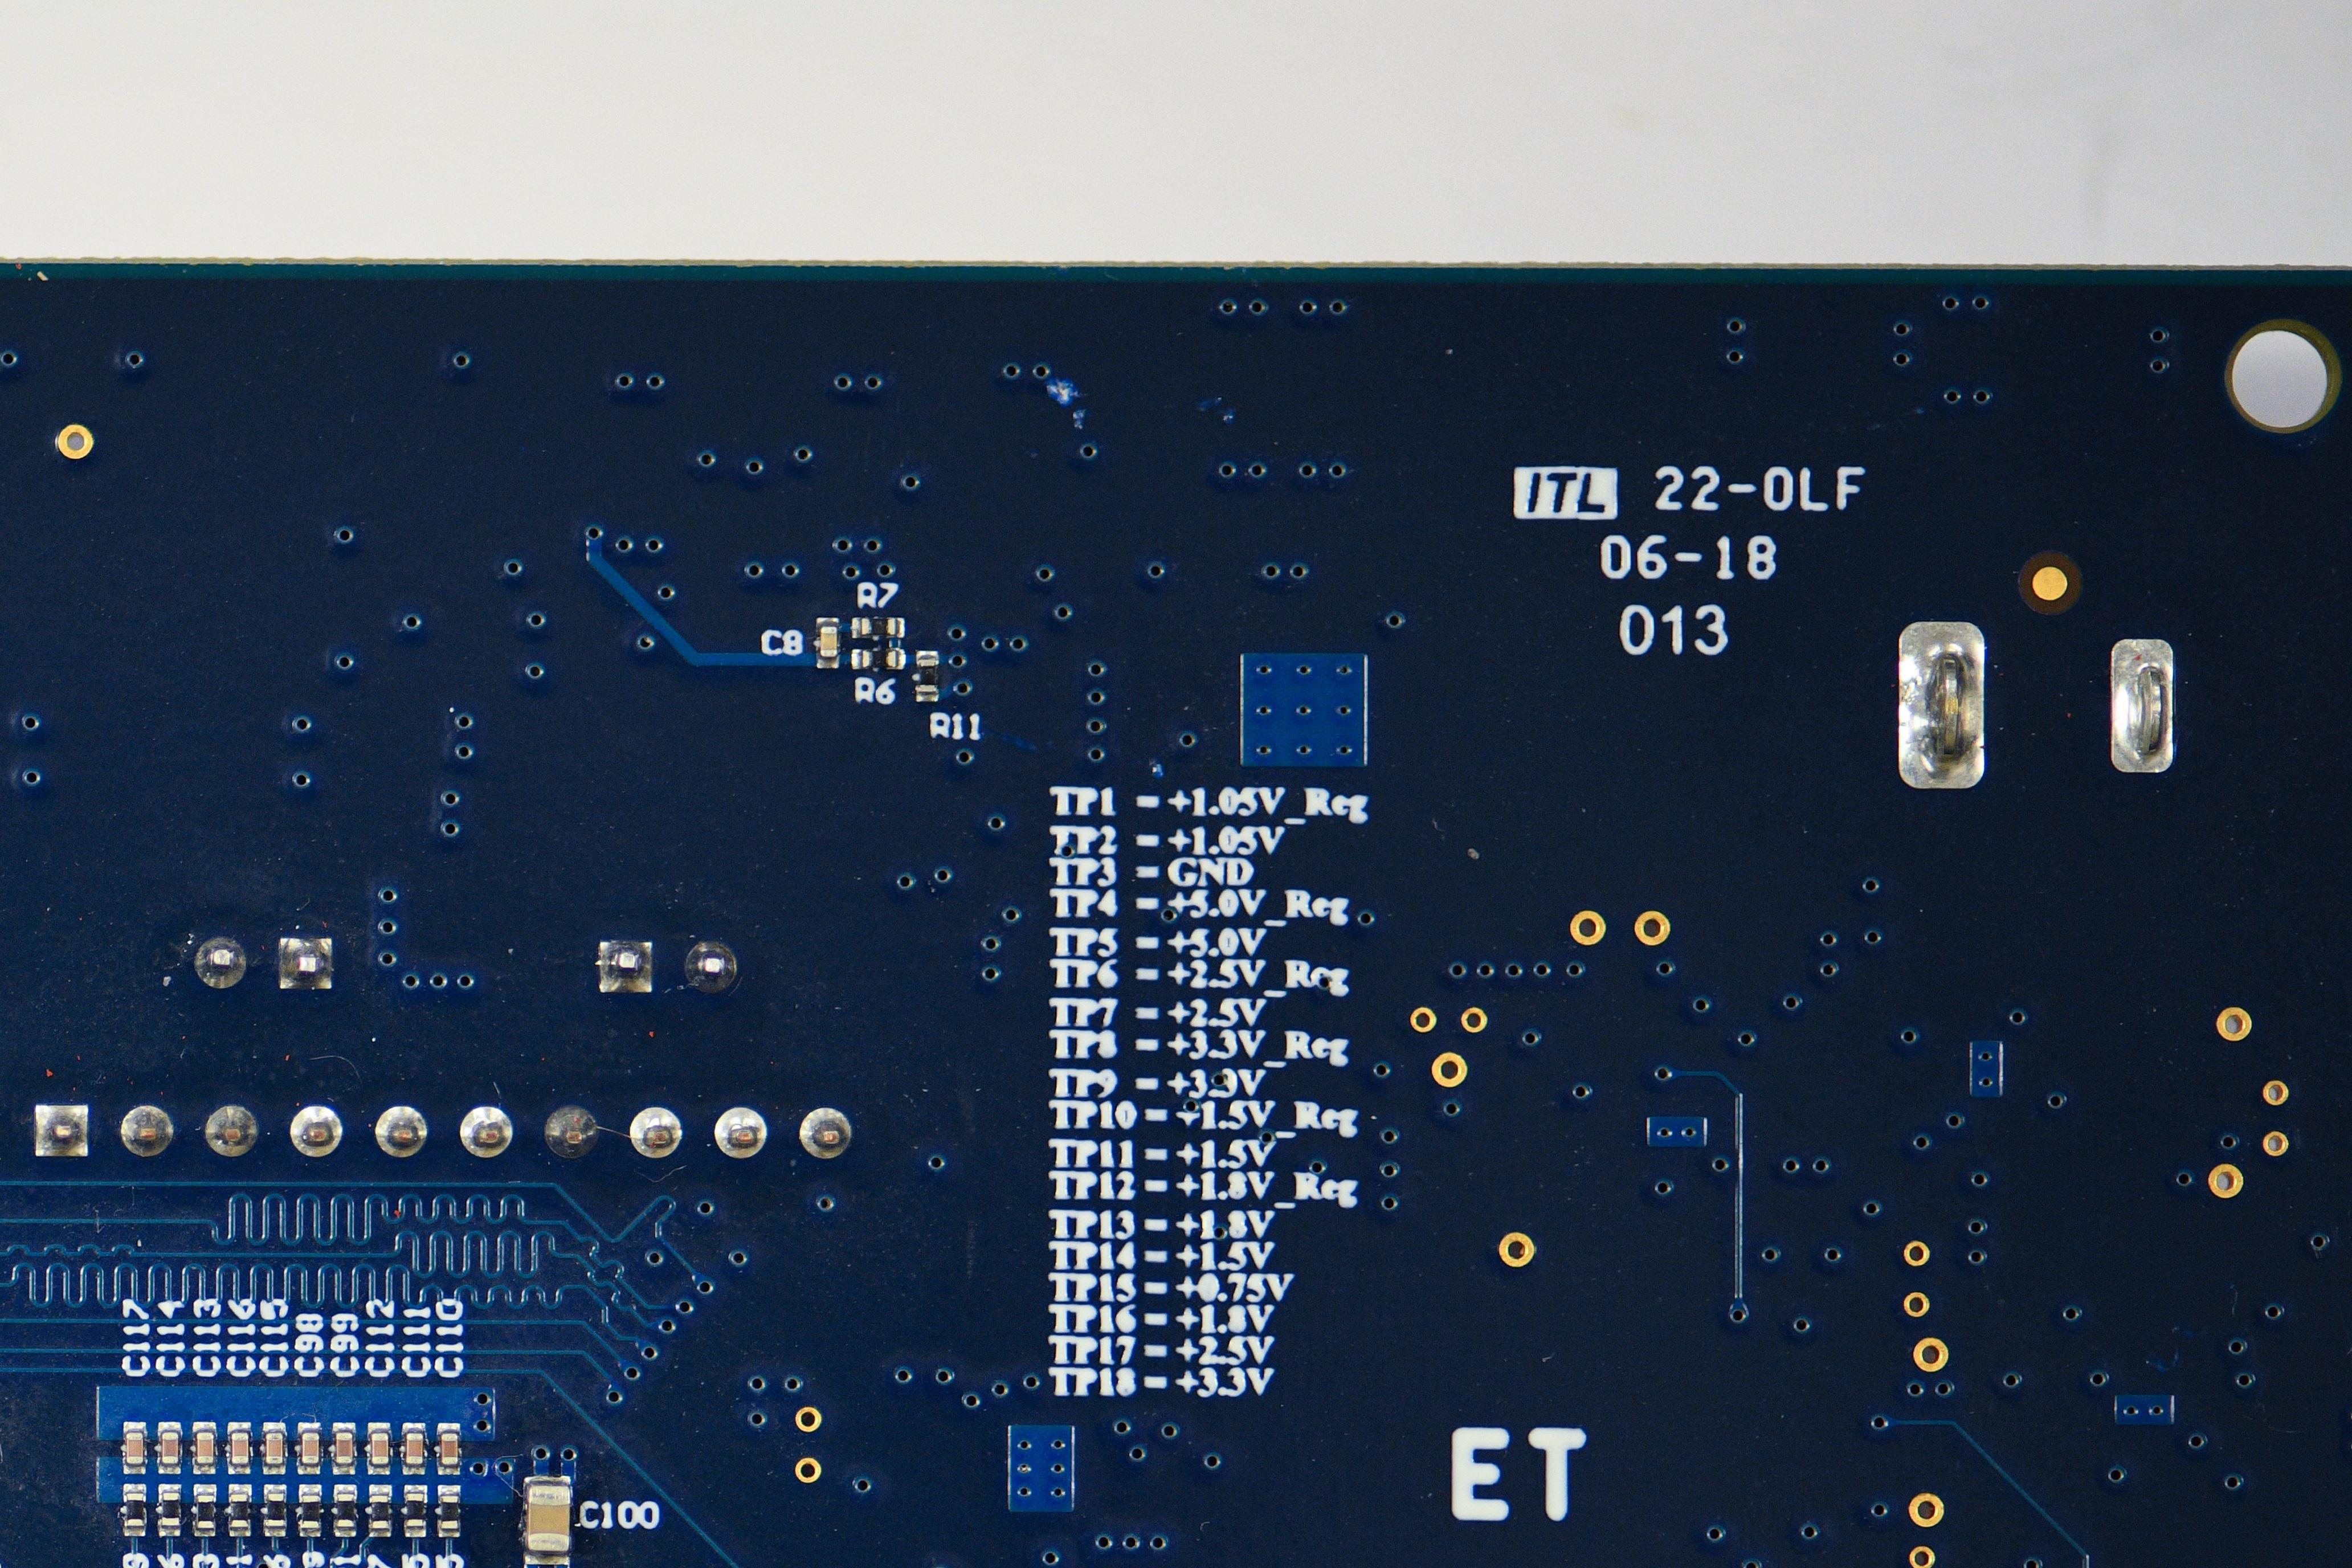 ITL 22-OLF
06-18
013
R7
C8
R6
R11
TP1 = +1.05V_Reg
TP2 = +1.05V
TP3 = GND
TP4 = +5.0V_Reg
TP5 = +5.0V
TP6 = +2.5V_Reg
TP7 = +2.5V
TP8 = +3.3V_Reg
TP9 = +3.3V
TP10 = +1.5V_Reg
TP11 = +1.5V
TP12 = +1.8V_Reg
TP13 = +1.8V
TP14 = +1.5V
TP15 = +0.75V
TP16 = +1.8V
TP17 = +2.5V
TP18 = +3.3V
C117
C114
C113
C116
C115
C98
C99
C112
C111
C110
ET
C100